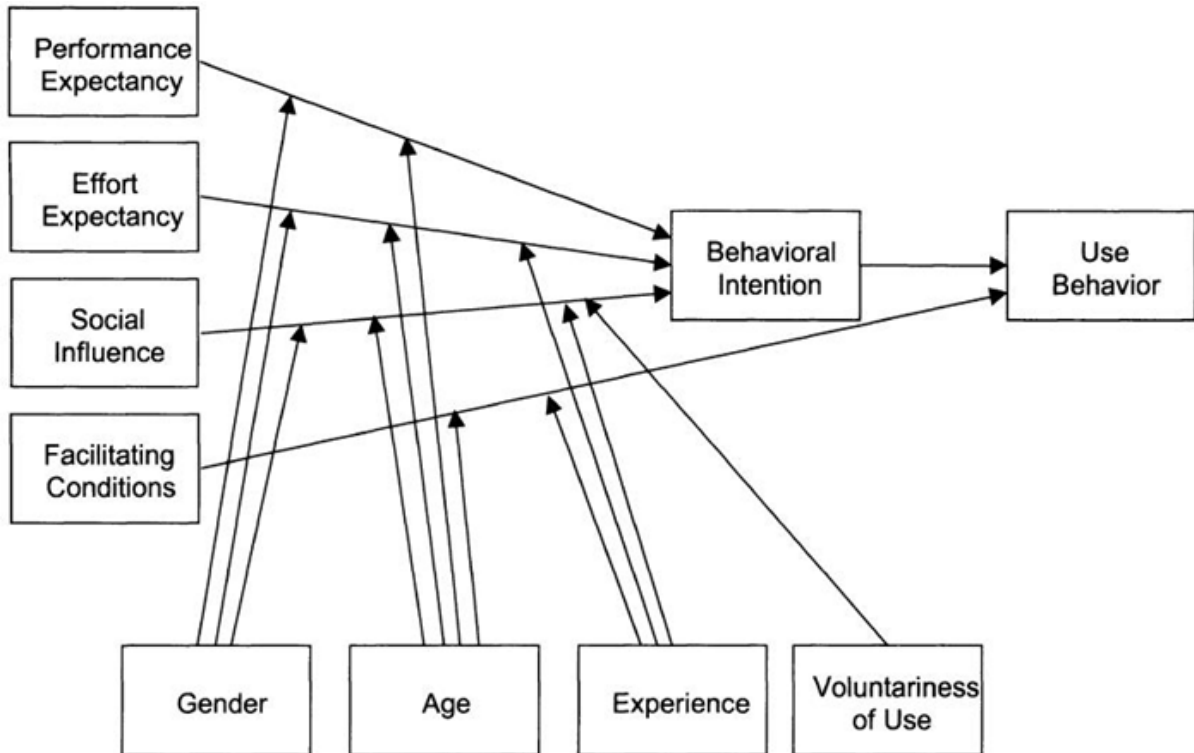 Performance
Expectancy
Effort
Expectancy
Social
Influence
Facilitating
Conditions
Behavioral
Intention
Use
Behavior
Gender
Age
Experience
Voluntariness
of Use